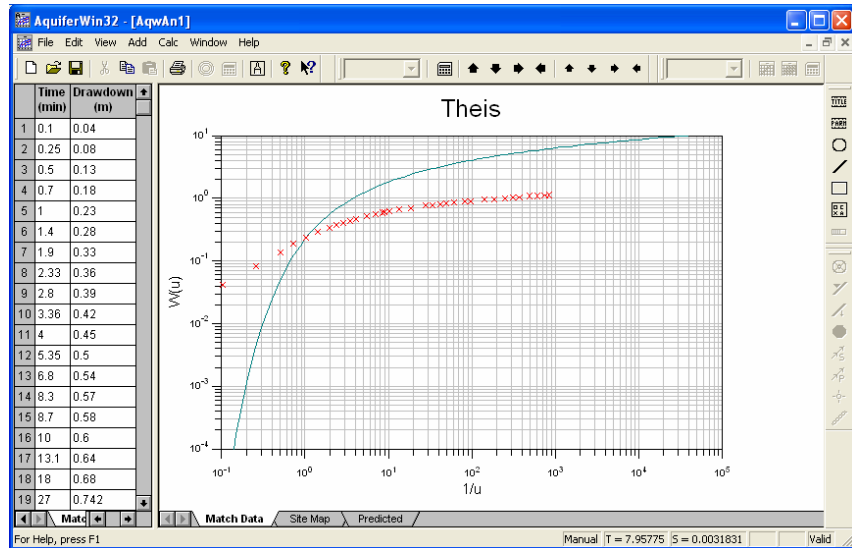 AquiferWin32 - [AqwAn1]
File Edit View Add Calc Window Help
A ? ?
Time (min) Drawdown (m)
1 0.1 0.04
2 0.25 0.08
3 0.5 0.13
4 0.7 0.18
5 1 0.23
6 1.4 0.28
7 1.9 0.33
8 2.33 0.36
9 2.8 0.39
10 3.36 0.42
11 4 0.45
12 5.35 0.5
13 6.8 0.54
14 8.3 0.57
15 8.7 0.58
16 10 0.6
17 13.1 0.64
18 18 0.68
19 27 0.742
Theis
W(u)
10^1
10^0
10^-1
10^-2
10^-3
10^-4
10^-1 10^0 10^1 10^2 10^3 10^4 10^5
1/u
TITLE
Match Data Site Map Predicted
For Help, press F1 Manual T = 7.95775 S = 0.0031831 Valid